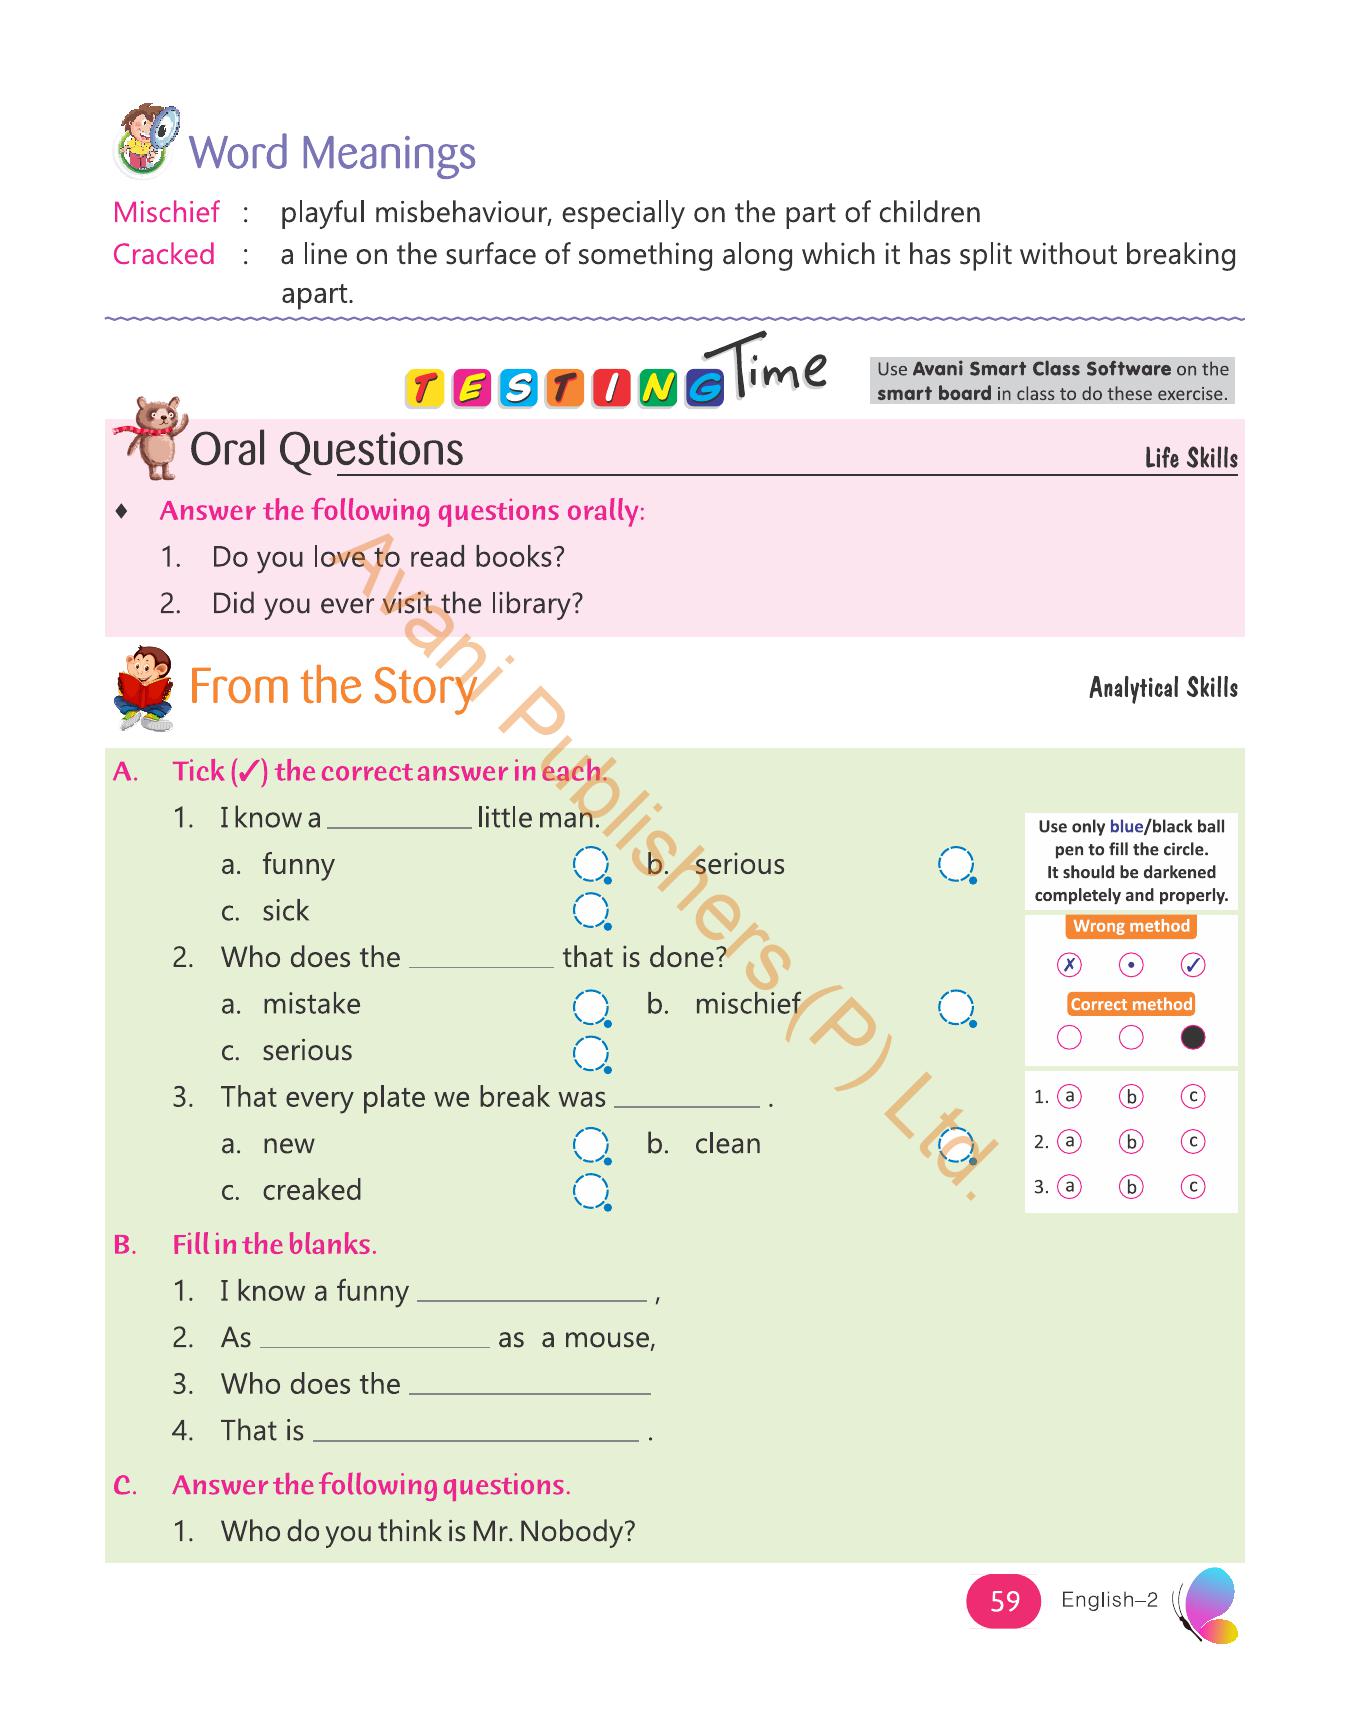 Word Meanings
Mischief : playful misbehaviour, especially on the part of children
Cracked : a line on the surface of something along which it has split without breaking
apart.
TESTING Time
Use Avani Smart Class Software on the
smart board in class to do these exercise.
Oral Questions
Life Skills
♦ Answer the following questions orally:
1. Do you love to read books?
2. Did you ever visit the library?
From the Story
Analytical Skills
A. Tick (✓) the correct answer in each.
1. I know a __________ little man.
a. funny b. serious
c. sick
2. Who does the __________ that is done?
a. mistake b. mischief
c. serious
3. That every plate we break was __________ .
a. new b. clean
c. creaked
Use only blue/black ball
pen to fill the circle.
It should be darkened
completely and properly.
Wrong method
✗ • ✓
Correct method
1. a b c
2. a b c
3. a b c
B. Fill in the blanks.
1. I know a funny ________________ ,
2. As ________________ as a mouse,
3. Who does the ________________
4. That is ______________________ .
C. Answer the following questions.
1. Who do you think is Mr. Nobody?
59 English–2
Avani Publishers (P) Ltd.